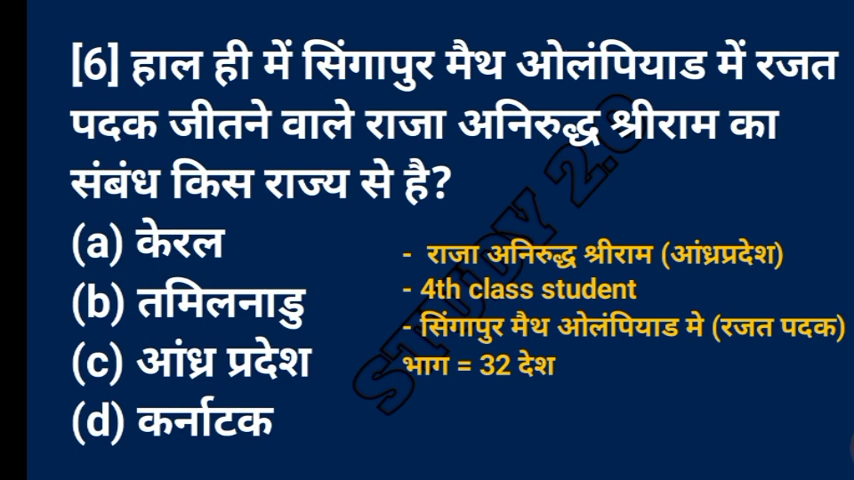 [6] हाल ही में सिंगापुर मैथ ओलंपियाड में रजत
पदक जीतने वाले राजा अनिरुद्ध श्रीराम का
संबंध किस राज्य से है?
(a) केरल
(b) तमिलनाडु
(c) आंध्र प्रदेश
(d) कर्नाटक
- राजा अनिरुद्ध श्रीराम (आंध्रप्रदेश)
- 4th class student
- सिंगापुर मैथ ओलंपियाड मे (रजत पदक)
भाग = 32 देश
STUDY 2.0